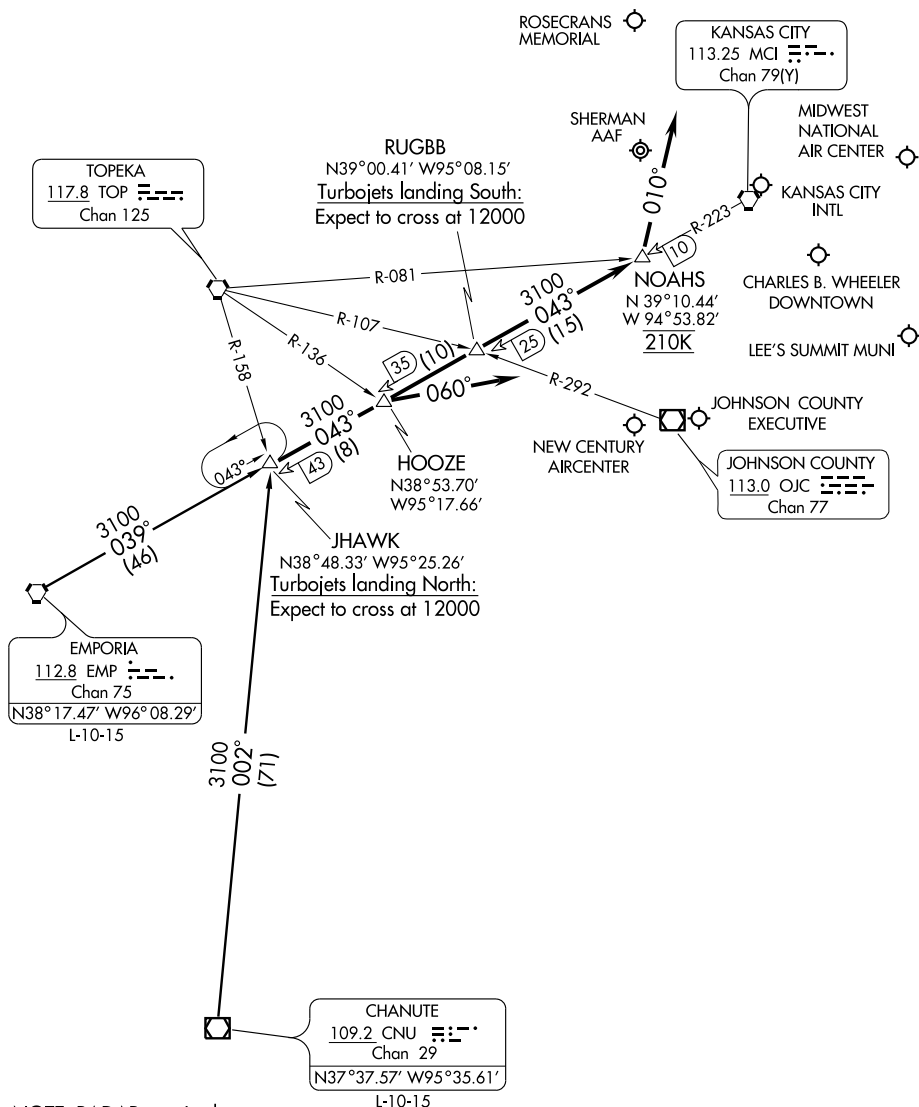 ROSECRANS
MEMORIAL
KANSAS CITY
113.25 MCI
Chan 79(Y)
SHERMAN
AAF
MIDWEST
NATIONAL
AIR CENTER
RUGBB
N39°00.41' W95°08.15'
Turbojets landing South:
Expect to cross at 12000
TOPEKA
117.8 TOP
Chan 125
010°
R-223
10
KANSAS CITY
INTL
R-081
NOAHS
N 39°10.44'
W 94°53.82'
210K
CHARLES B. WHEELER
DOWNTOWN
3100
043°
(15)
25
R-107
R-136
R-158
35
(10)
LEE'S SUMMIT MUNI
060°
R-292
3100
043°
(8)
43
043°
HOOZE
N38°53.70'
W95°17.66'
JOHNSON COUNTY
EXECUTIVE
NEW CENTURY
AIRCENTER
JOHNSON COUNTY
113.0 OJC
Chan 77
3100
039°
(46)
JHAWK
N38°48.33' W95°25.26'
Turbojets landing North:
Expect to cross at 12000
EMPORIA
112.8 EMP
Chan 75
N38°17.47' W96°08.29'
L-10-15
3100
002°
(71)
CHANUTE
109.2 CNU
Chan 29
N37°37.57' W95°35.61'
L-10-15